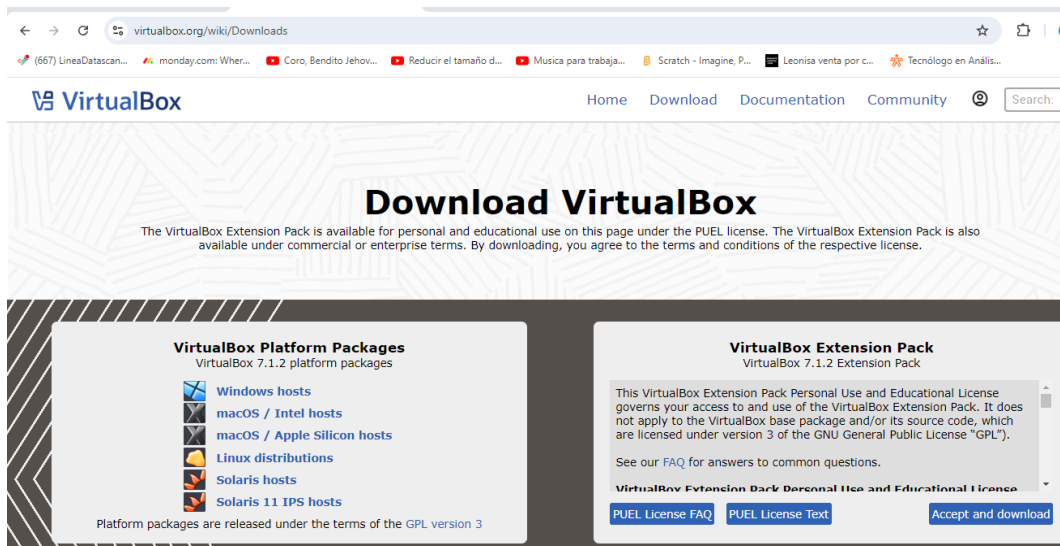 virtualbox.org/wiki/Downloads
(667) LineaDatascan...
monday.com: Wher...
Coro, Bendito Jehov...
Reducir el tamaño d...
Musica para trabaja...
Scratch - Imagine, P...
Leonisa venta por c...
Tecnólogo en Anális...
VirtualBox
Home
Download
Documentation
Community
Search:
Download VirtualBox
The VirtualBox Extension Pack is available for personal and educational use on this page under the PUEL license. The VirtualBox Extension Pack is also
available under commercial or enterprise terms. By downloading, you agree to the terms and conditions of the respective license.
VirtualBox Platform Packages
VirtualBox 7.1.2 platform packages
Windows hosts
macOS / Intel hosts
macOS / Apple Silicon hosts
Linux distributions
Solaris hosts
Solaris 11 IPS hosts
Platform packages are released under the terms of the GPL version 3
VirtualBox Extension Pack
VirtualBox 7.1.2 Extension Pack
This VirtualBox Extension Pack Personal Use and Educational License
governs your access to and use of the VirtualBox Extension Pack. It does
not apply to the VirtualBox base package and/or its source code, which
are licensed under version 3 of the GNU General Public License “GPL”).
See our FAQ for answers to common questions.
VirtualBox Extension Pack Personal Use and Educational License
PUEL License FAQ
PUEL License Text
Accept and download